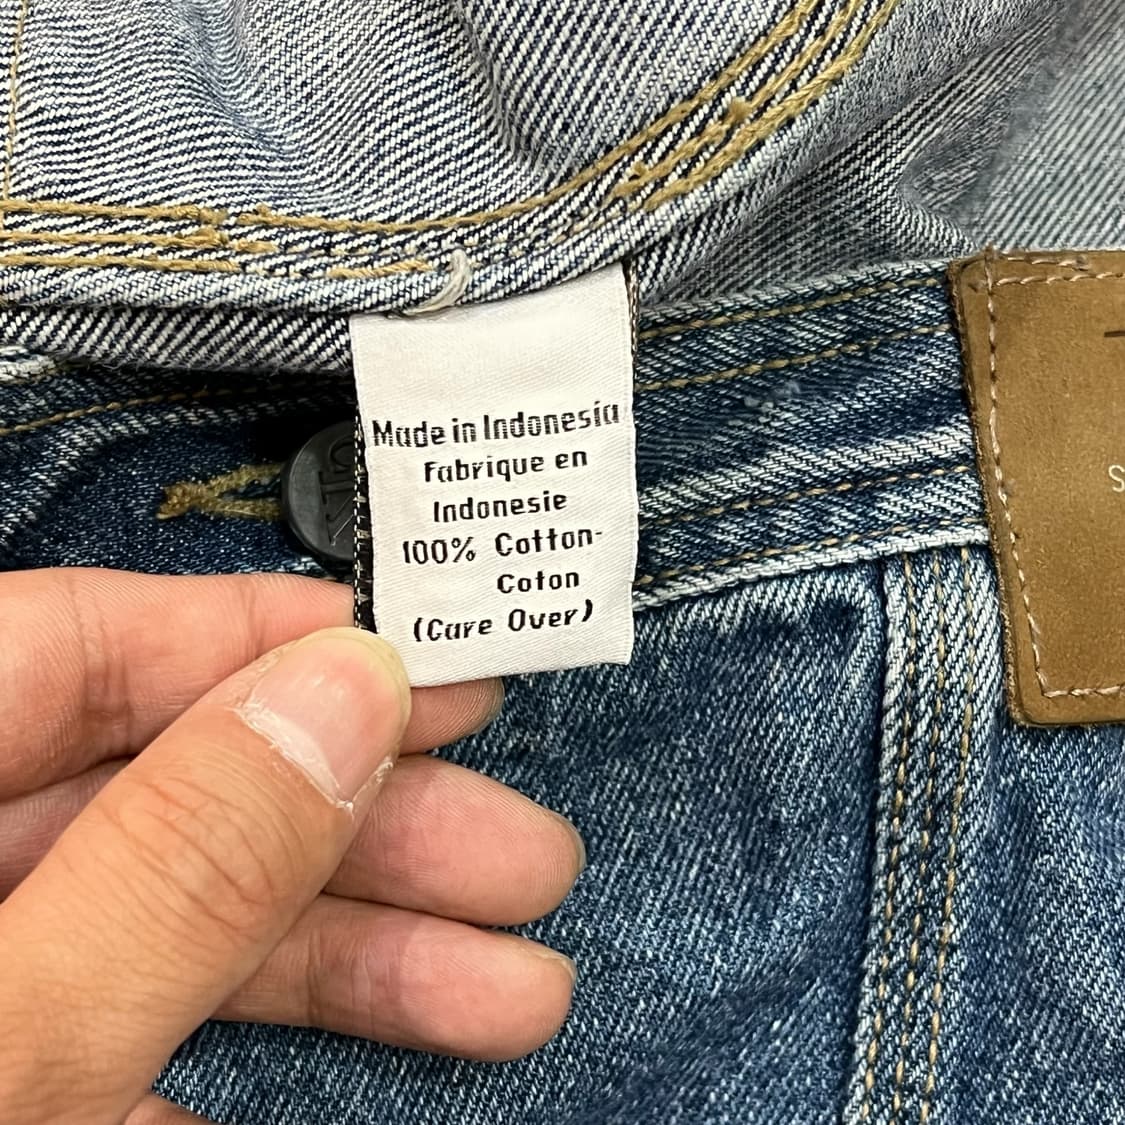 Made in Indonesia
Fabrique en
Indonesie
100% Cotton-
Coton
(Care Over)